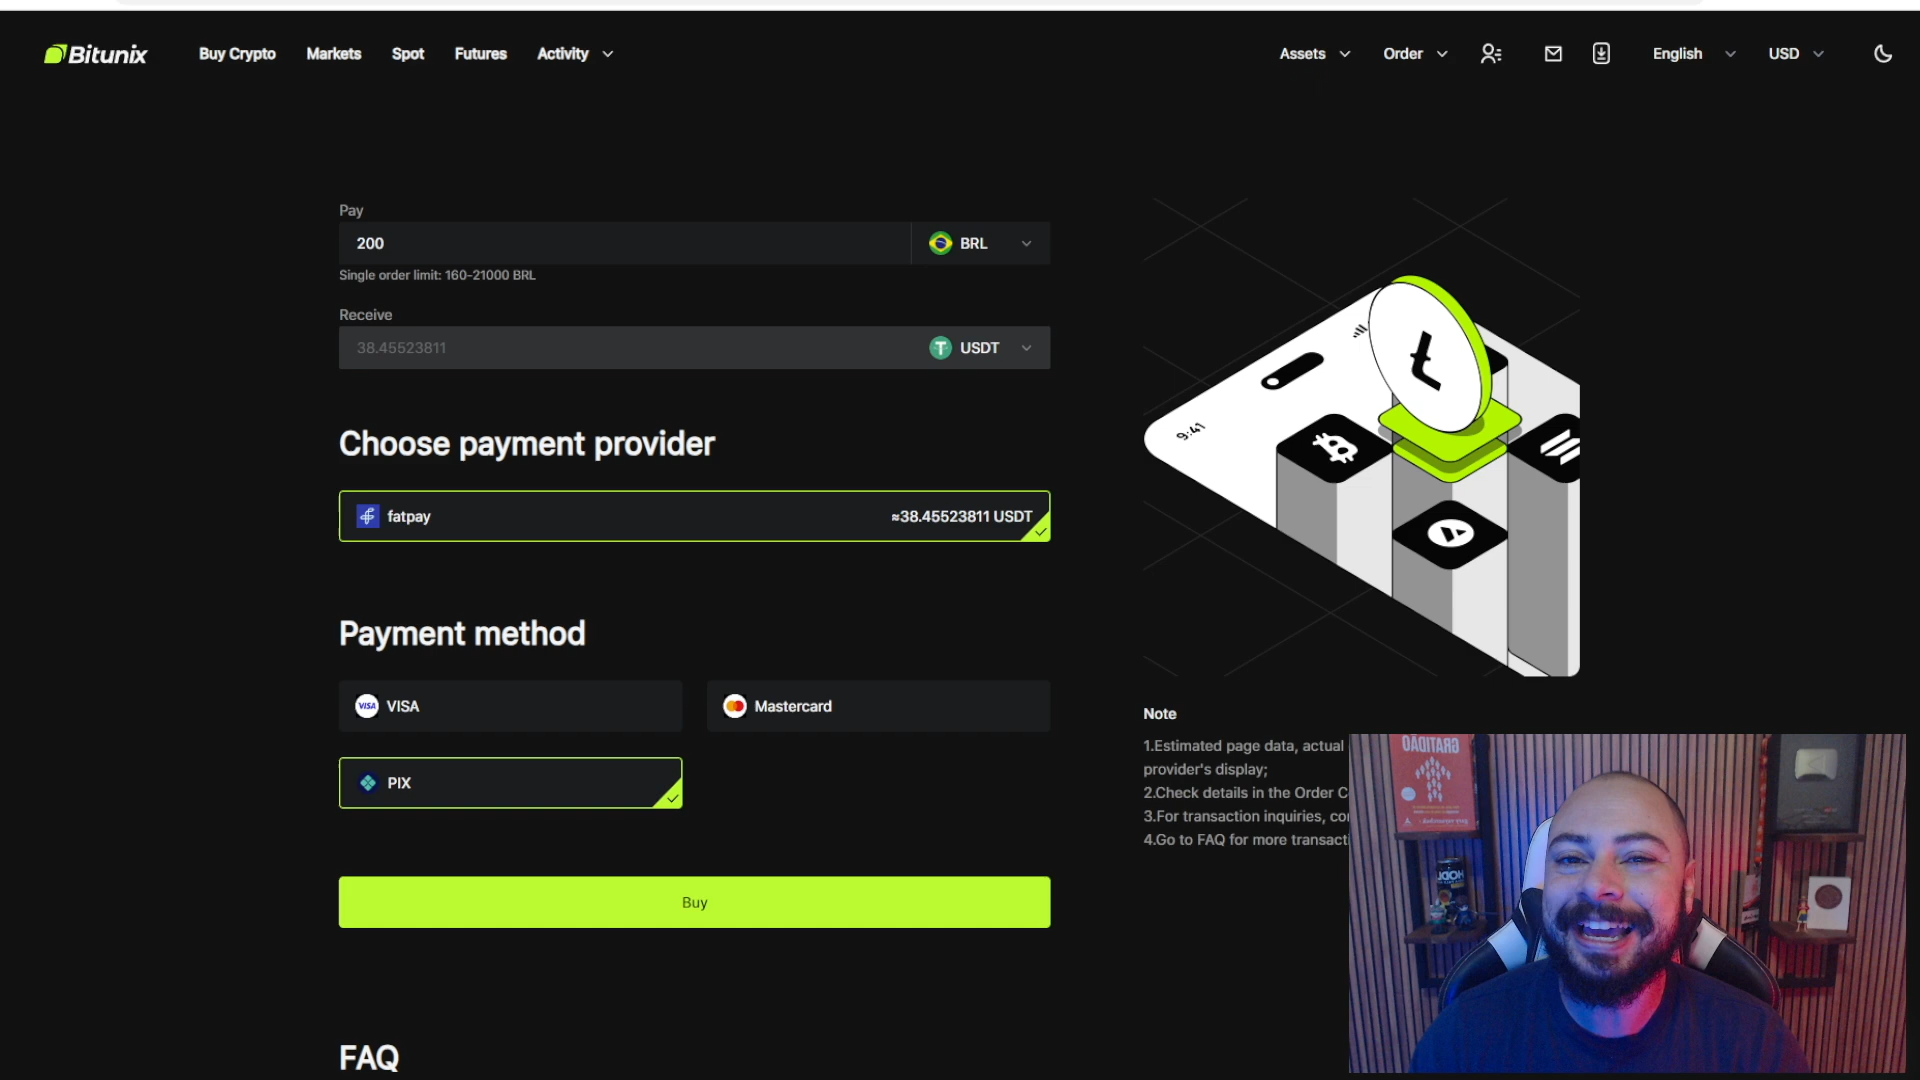 Bitunix
Buy Crypto
Markets
Spot
Futures
Activity
Assets
Order
English
USD
Pay
200
BRL
Single order limit: 160-21000 BRL
Receive
38.45523811
USDT
Choose payment provider
fatpay
≈38.45523811 USDT
Payment method
VISA
VISA
Mastercard
PIX
Buy
FAQ
9:41
Note
1.Estimated page data, actual
provider's display;
2.Check details in the Order C
3.For transaction inquiries, co
4.Go to FAQ for more transact
GRATIDÃO
HODL